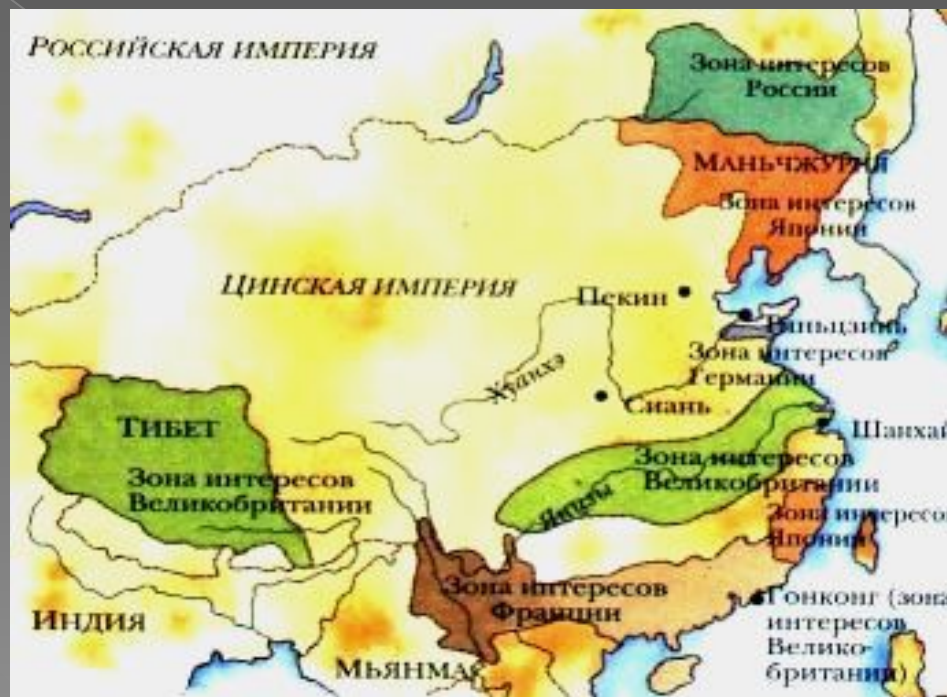 РОССИЙСКАЯ ИМПЕРИЯ
Зона интересов
России
МАНЬЧЖУРИЯ
Зона интересов
Японии
ЦИНСКАЯ ИМПЕРИЯ
Пекин
Тяньцзинь
Зона интересов
Германии
Хуанхэ
Сиань
Шанхай
ТИБЕТ
Зона интересов
Великобритании
Зона интересов
Великобритании
Янцзы
Зона интересов
Японии
Зона интересов
Франции
Гонконг (зона
интересов
Велико-
британии)
ИНДИЯ
МЬЯНМА